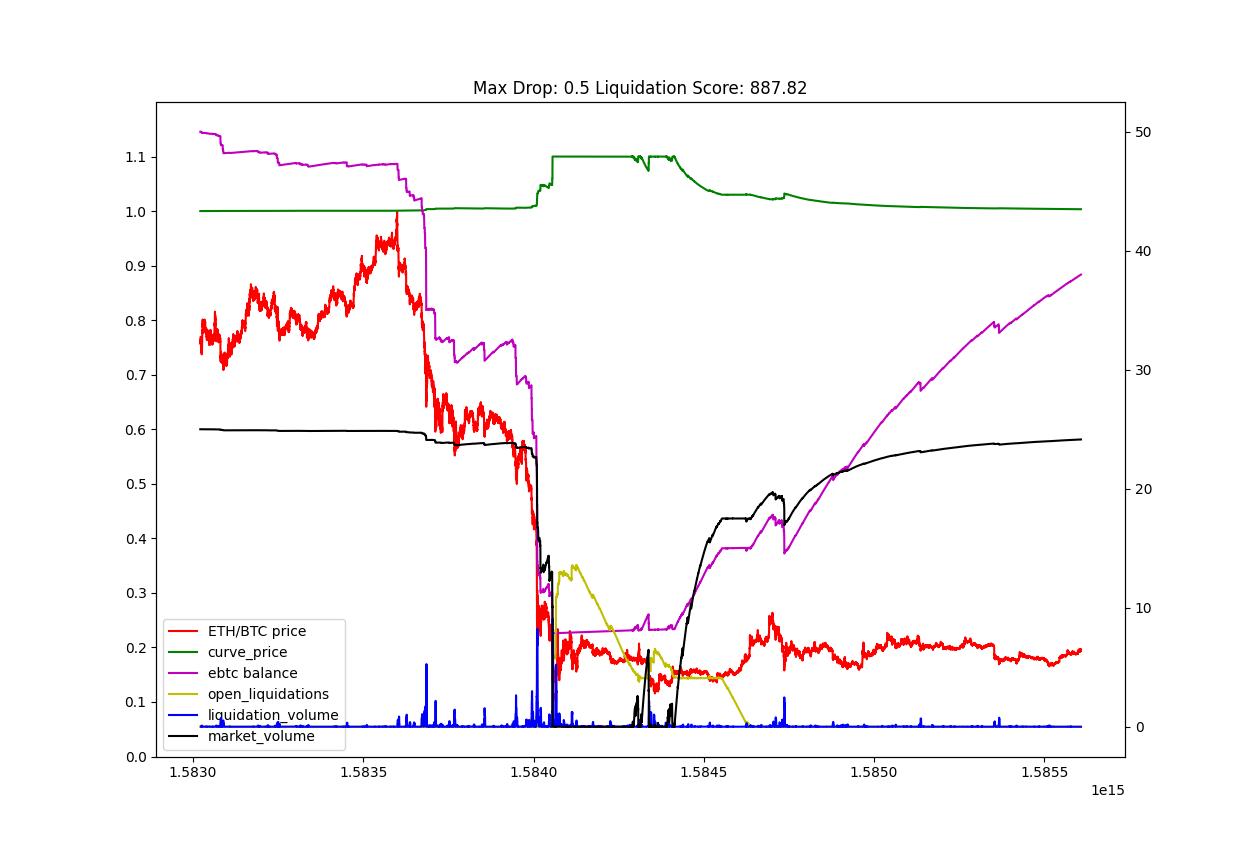 Max Drop: 0.5 Liquidation Score: 887.82
1.1
1.0
0.9
0.8
0.7
0.6
0.5
0.4
0.3
0.2
0.1
0.0
50
40
30
20
10
0
ETH/BTC price
curve_price
ebtc balance
open_liquidations
liquidation_volume
market_volume
1.5830 1.5835 1.5840 1.5845 1.5850 1.5855
1e15